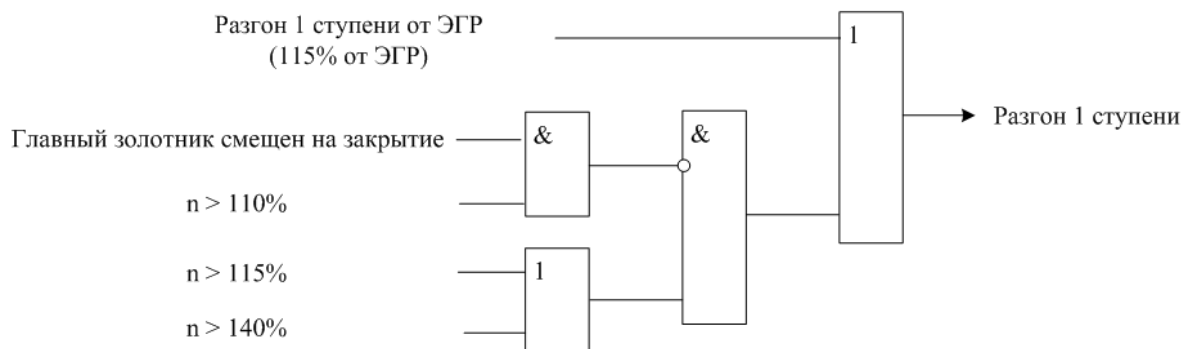 Разгон 1 ступени от ЭГР
(115% от ЭГР)
1
Разгон 1 ступени
Главный золотник смещен на закрытие
&
&
n > 110%
n > 115%
1
n > 140%